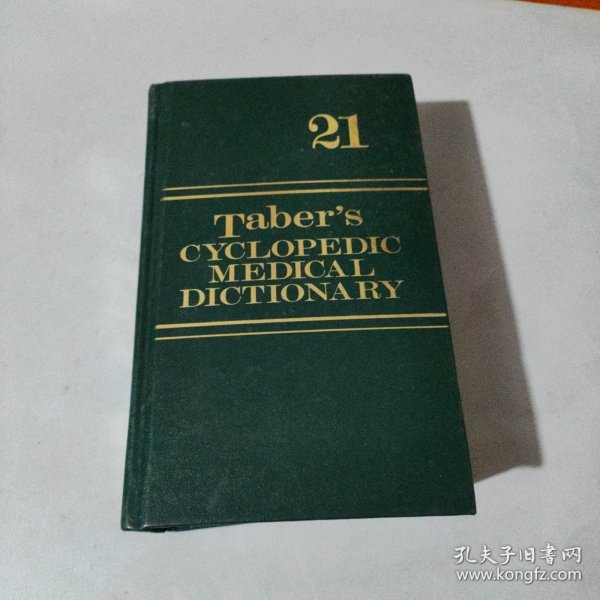 21
Taber's
CYCLOPEDIC
MEDICAL
DICTIONARY
孔夫子旧书网
www.kongfz.com